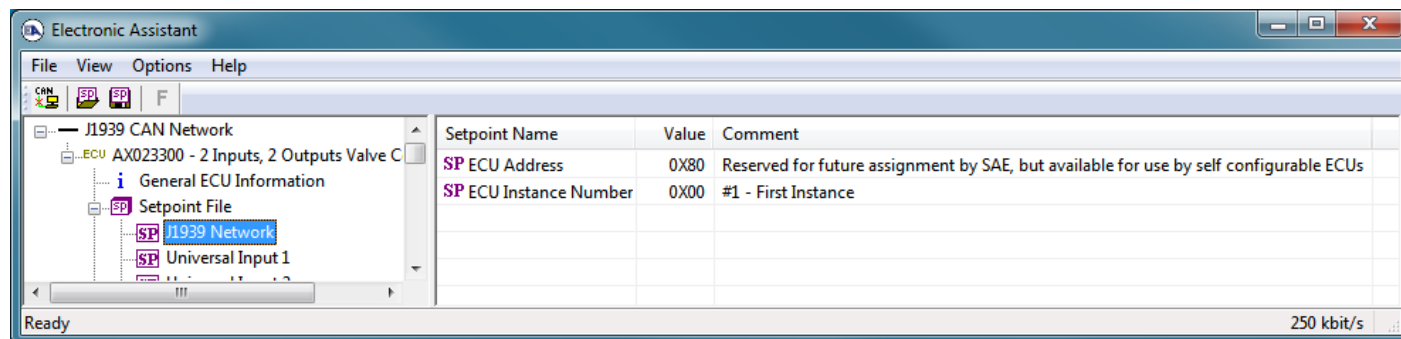 Electronic Assistant
File View Options Help
CAN SP SP F
J1939 CAN Network
ECU AX023300 - 2 Inputs, 2 Outputs Valve C
i General ECU Information
SP Setpoint File
SP J1939 Network
SP Universal Input 1
Setpoint Name Value Comment
SP ECU Address 0X80 Reserved for future assignment by SAE, but available for use by self configurable ECUs
SP ECU Instance Number 0X00 #1 - First Instance
Ready 250 kbit/s